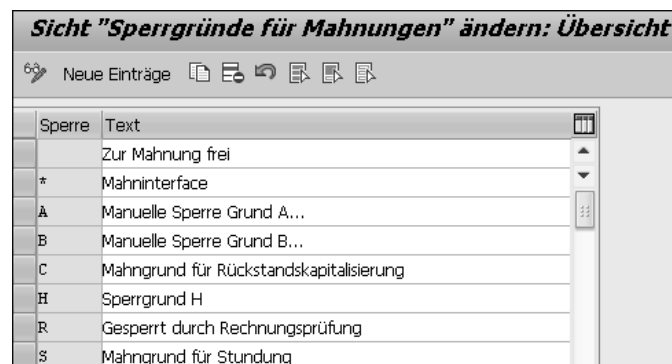 Sicht "Sperrgründe für Mahnungen" ändern: Übersicht
Neue Einträge
Sperre Text
Zur Mahnung frei
* Mahninterface
A Manuelle Sperre Grund A...
B Manuelle Sperre Grund B...
C Mahngrund für Rückstandskapitalisierung
H Sperrgrund H
R Gesperrt durch Rechnungsprüfung
S Mahngrund für Stundung